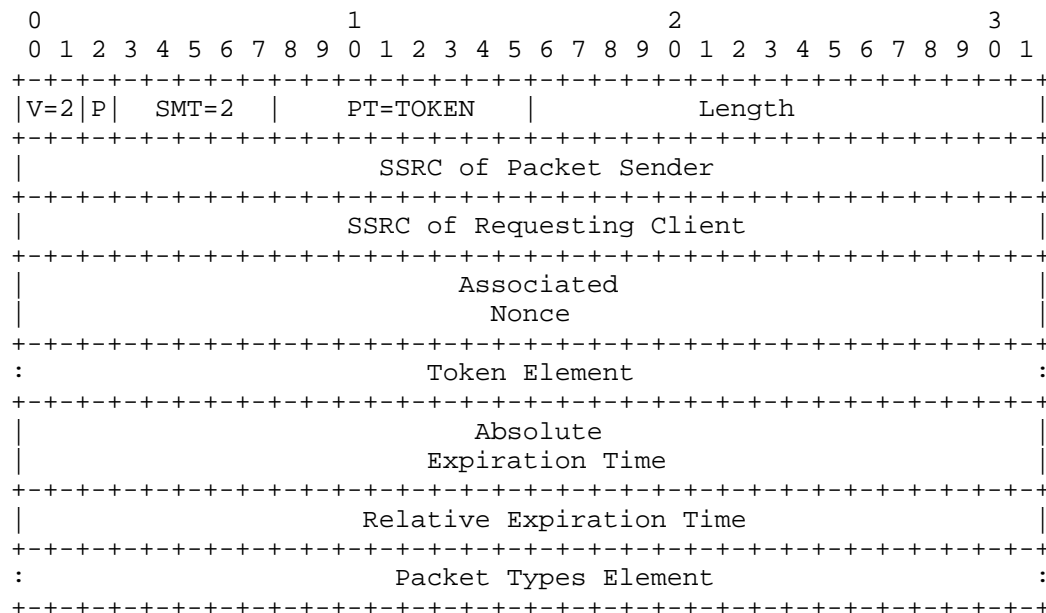 0                   1                   2                   3
 0 1 2 3 4 5 6 7 8 9 0 1 2 3 4 5 6 7 8 9 0 1 2 3 4 5 6 7 8 9 0 1
+-+-+-+-+-+-+-+-+-+-+-+-+-+-+-+-+-+-+-+-+-+-+-+-+-+-+-+-+-+-+-+-+
|V=2|P|  SMT=2  |    PT=TOKEN   |          Length               |
+-+-+-+-+-+-+-+-+-+-+-+-+-+-+-+-+-+-+-+-+-+-+-+-+-+-+-+-+-+-+-+-+
|                      SSRC of Packet Sender                    |
+-+-+-+-+-+-+-+-+-+-+-+-+-+-+-+-+-+-+-+-+-+-+-+-+-+-+-+-+-+-+-+-+
|                    SSRC of Requesting Client                  |
+-+-+-+-+-+-+-+-+-+-+-+-+-+-+-+-+-+-+-+-+-+-+-+-+-+-+-+-+-+-+-+-+
|                           Associated                          |
|                             Nonce                             |
+-+-+-+-+-+-+-+-+-+-+-+-+-+-+-+-+-+-+-+-+-+-+-+-+-+-+-+-+-+-+-+-+
:                         Token Element                         :
+-+-+-+-+-+-+-+-+-+-+-+-+-+-+-+-+-+-+-+-+-+-+-+-+-+-+-+-+-+-+-+-+
|                            Absolute                           |
|                         Expiration Time                       |
+-+-+-+-+-+-+-+-+-+-+-+-+-+-+-+-+-+-+-+-+-+-+-+-+-+-+-+-+-+-+-+-+
|                     Relative Expiration Time                  |
+-+-+-+-+-+-+-+-+-+-+-+-+-+-+-+-+-+-+-+-+-+-+-+-+-+-+-+-+-+-+-+-+
:                       Packet Types Element                    :
+-+-+-+-+-+-+-+-+-+-+-+-+-+-+-+-+-+-+-+-+-+-+-+-+-+-+-+-+-+-+-+-+